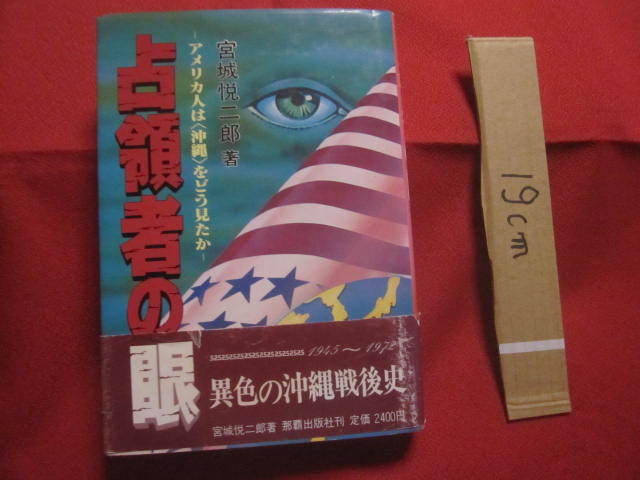 宮城悦二郎 著
－アメリカ人は〈沖縄〉をどう見たか－
占領者の
眼
1945～1972
異色の沖縄戦後史
宮城悦二郎著 那覇出版社刊 定価 2400円
19cm